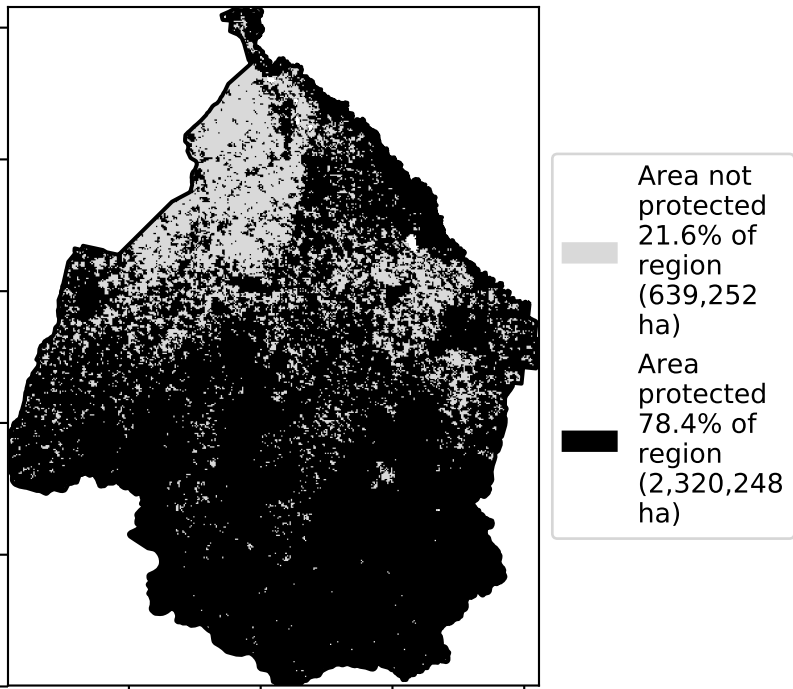 Area not
protected
21.6% of
region
(639,252
ha)
Area
protected
78.4% of
region
(2,320,248
ha)